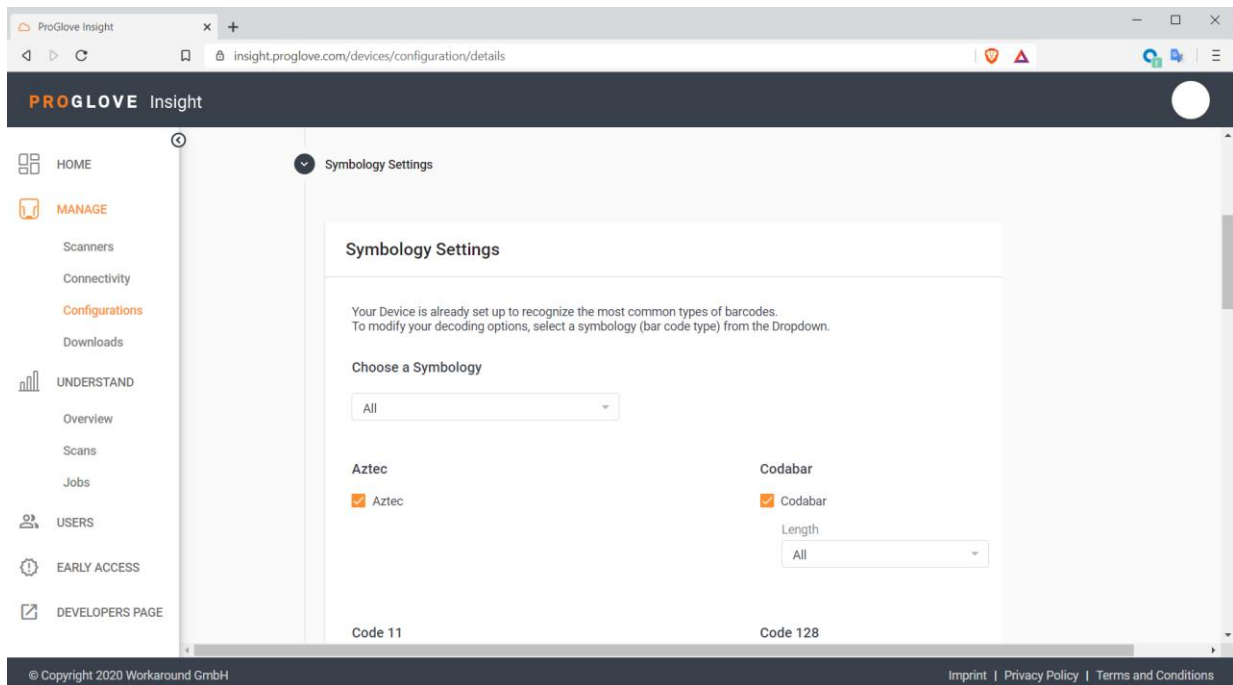 ProGlove Insight
insight.proglove.com/devices/configuration/details
PROGLOVE Insight
HOME
MANAGE
Scanners
Connectivity
Configurations
Downloads
UNDERSTAND
Overview
Scans
Jobs
USERS
EARLY ACCESS
DEVELOPERS PAGE
Symbology Settings
Symbology Settings
Your Device is already set up to recognize the most common types of barcodes.
To modify your decoding options, select a symbology (bar code type) from the Dropdown.
Choose a Symbology
All
Aztec
Aztec
Codabar
Codabar
Length
All
Code 11
Code 128
© Copyright 2020 Workaround GmbH
Imprint | Privacy Policy | Terms and Conditions